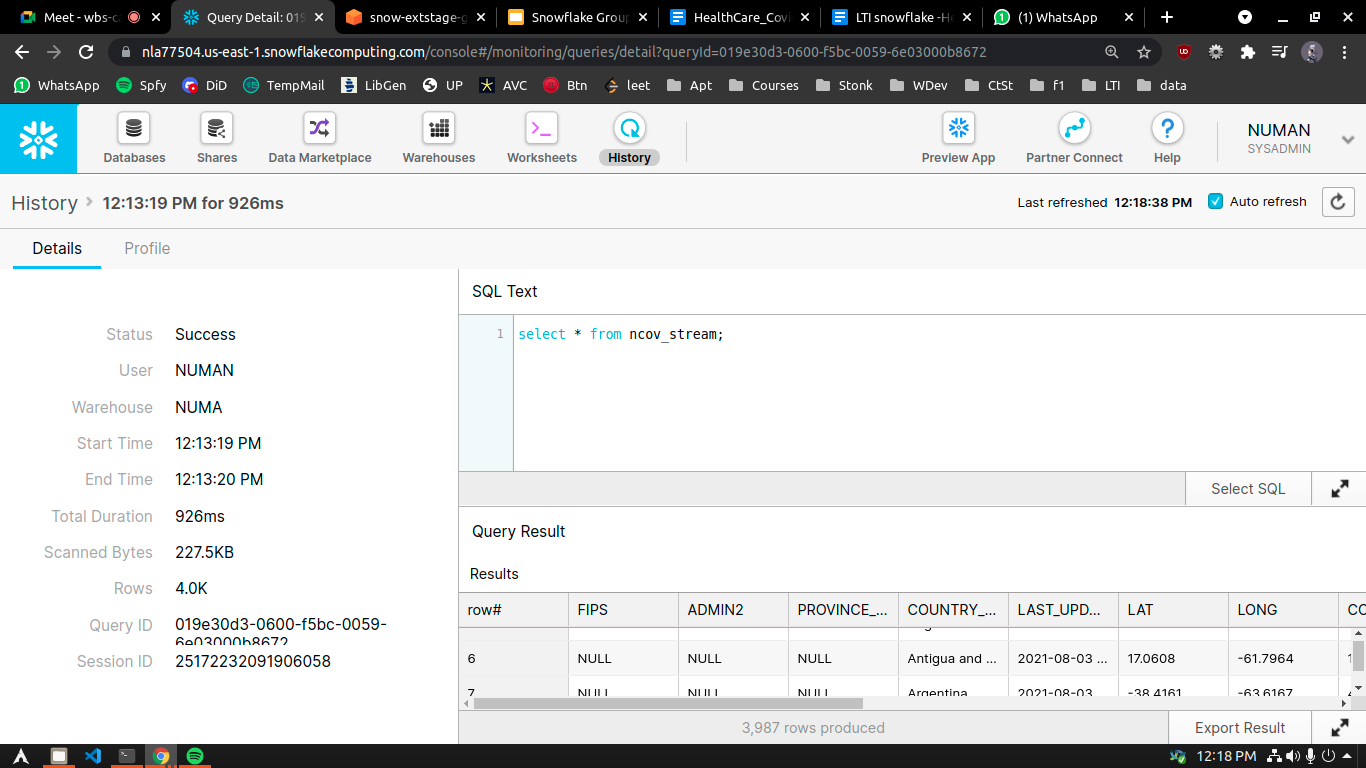 Meet - wbs-c
Query Detail: 019
snow-extstage-g
Snowflake Group
HealthCare_Covi
LTI snowflake -He
(1) WhatsApp
nla77504.us-east-1.snowflakecomputing.com/console#/monitoring/queries/detail?queryId=019e30d3-0600-f5bc-0059-6e03000b8672
WhatsApp
Spfy
DiD
TempMail
LibGen
UP
AVC
Btn
leet
Apt
Courses
Stonk
WDev
CtSt
f1
LTI
data
Databases
Shares
Data Marketplace
Warehouses
Worksheets
History
Preview App
Partner Connect
Help
NUMAN
SYSADMIN
History
12:13:19 PM for 926ms
Last refreshed 12:18:38 PM
Auto refresh
Details
Profile
Status Success
User NUMAN
Warehouse NUMA
Start Time 12:13:19 PM
End Time 12:13:20 PM
Total Duration 926ms
Scanned Bytes 227.5KB
Rows 4.0K
Query ID 019e30d3-0600-f5bc-0059-
6e03000b8672
Session ID 25172232091906058
SQL Text
1 select * from ncov_stream;
Select SQL
Query Result
Results
row# FIPS ADMIN2 PROVINCE_... COUNTRY_... LAST_UPD... LAT LONG CO
6 NULL NULL NULL Antigua and ... 2021-08-03 ... 17.0608 -61.7964 1
7 NULL NULL NULL Argentina 2021-08-03 -38.4161 -63.6167
3,987 rows produced
Export Result
12:18 PM